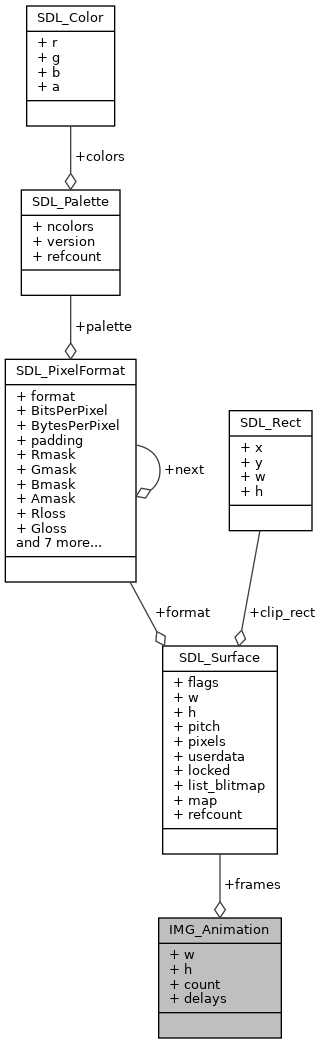 SDL_Color
+ r
+ g
+ b
+ a
+colors
SDL_Palette
+ ncolors
+ version
+ refcount
+palette
SDL_PixelFormat
+ format
+ BitsPerPixel
+ BytesPerPixel
+ padding
+ Rmask
+ Gmask
+ Bmask
+ Amask
+ Rloss
+ Gloss
and 7 more...
+next
SDL_Rect
+ x
+ y
+ w
+ h
+format
+clip_rect
SDL_Surface
+ flags
+ w
+ h
+ pitch
+ pixels
+ userdata
+ locked
+ list_blitmap
+ map
+ refcount
+frames
IMG_Animation
+ w
+ h
+ count
+ delays